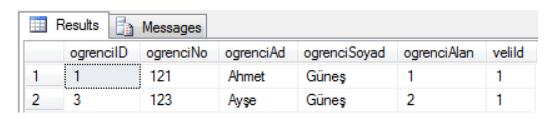 Results Messages
ogrenciID ogrenciNo ogrenciAd ogrenciSoyad ogrenciAlan veliId
1 1 121 Ahmet Güneş 1 1
2 3 123 Ayşe Güneş 2 1